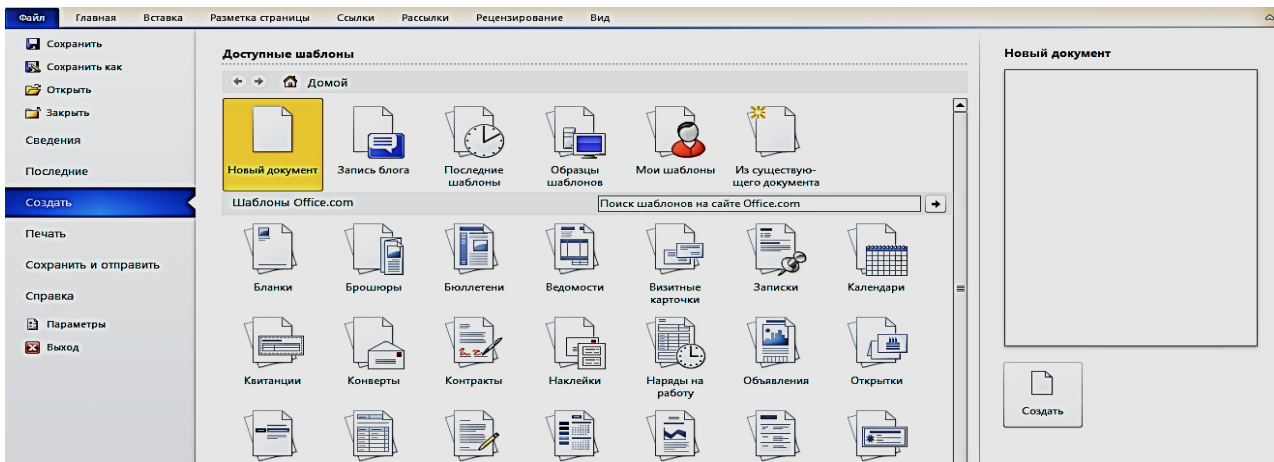 Файл Главная Вставка Разметка страницы Ссылки Рассылки Рецензирование Вид
Сохранить
Сохранить как
Открыть
Закрыть
Сведения
Последние
Создать
Печать
Сохранить и отправить
Справка
Параметры
Выход
Доступные шаблоны
Домой
Новый документ
Запись блога
Последние
шаблоны
Образцы
шаблонов
Мои шаблоны
Из существую-
щего документа
Шаблоны Office.com
Поиск шаблонов на сайте Office.com
Бланки
Брошюры
Бюллетени
Ведомости
Визитные
карточки
Записки
Календари
Квитанции
Конверты
Контракты
Наклейки
Наряды на
работу
Объявления
Открытки
Новый документ
Создать